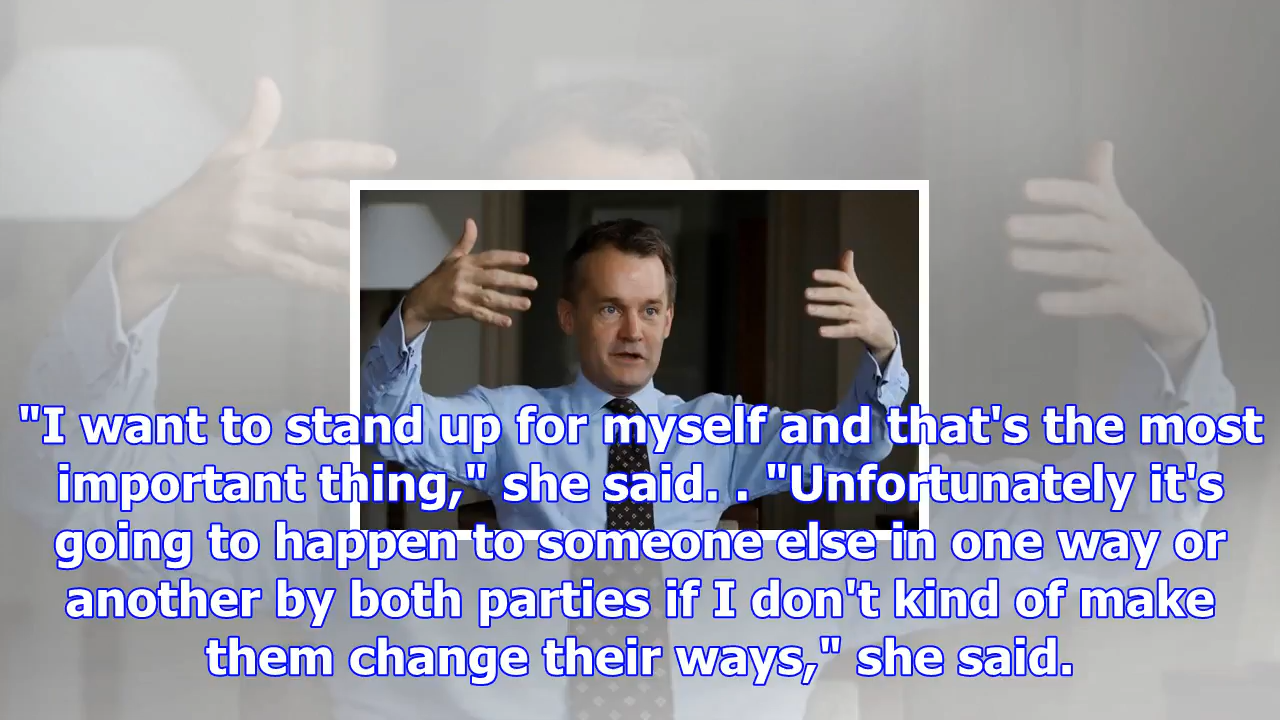 "I want to stand up for myself and that's the most
important thing," she said. . "Unfortunately it's
going to happen to someone else in one way or
another by both parties if I don't kind of make
them change their ways," she said.